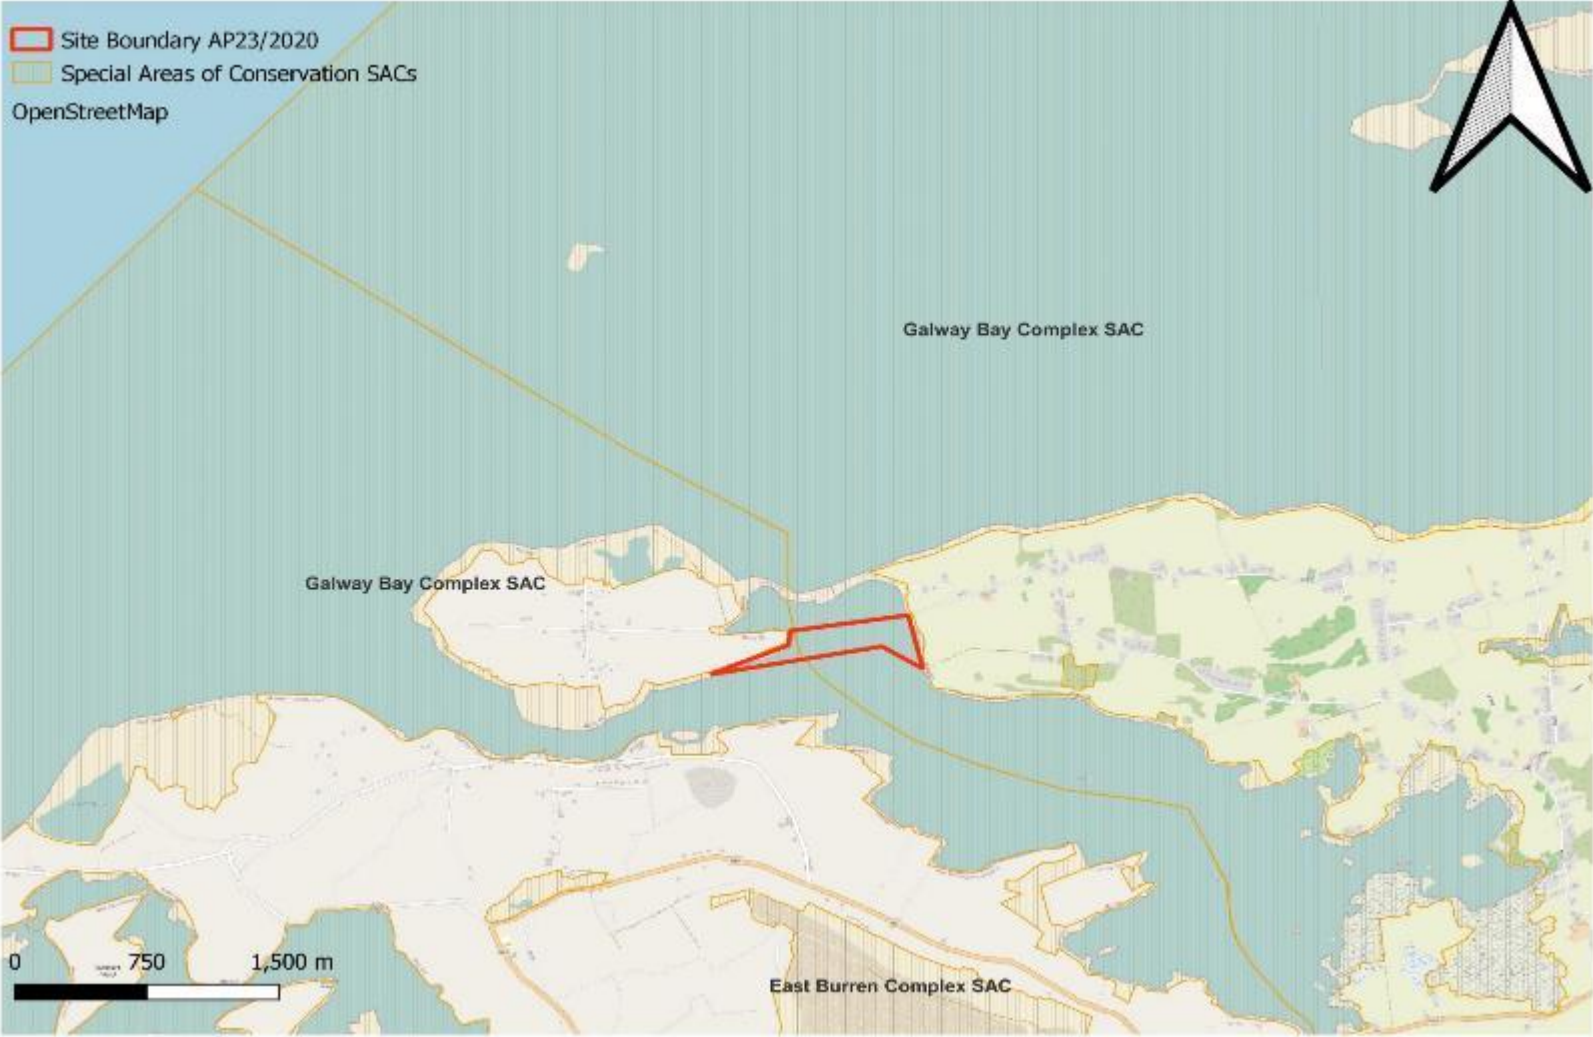 Site Boundary AP23/2020
Special Areas of Conservation SACs
OpenStreetMap
Galway Bay Complex SAC
Galway Bay Complex SAC
0 750 1,500 m
East Burren Complex SAC